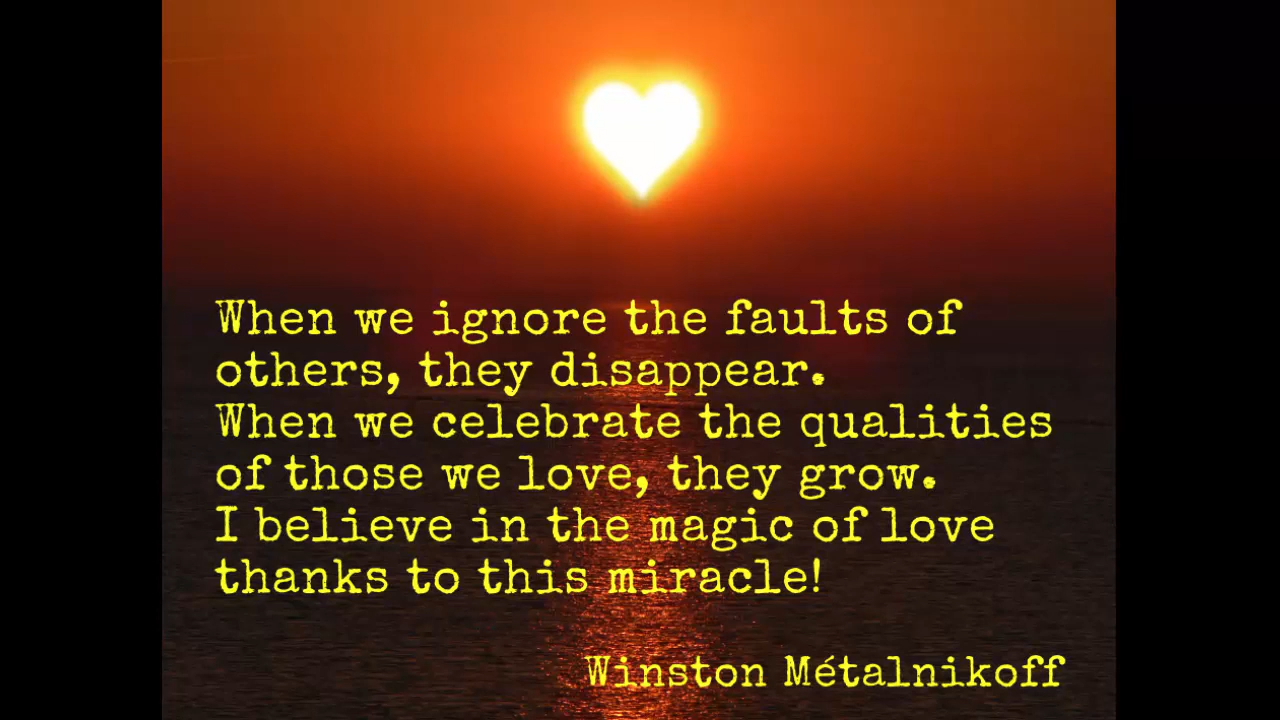 When we ignore the faults of
others, they disappear.
When we celebrate the qualities
of those we love, they grow.
I believe in the magic of love
thanks to this miracle!
Winston Métalnikoff